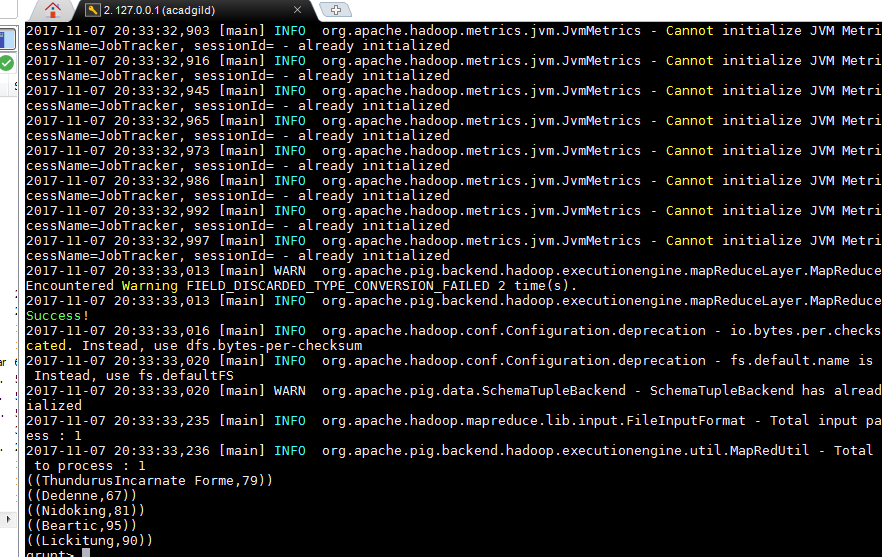 2. 127.0.0.1 (acadgild)
2017-11-07 20:33:32,903 [main] INFO  org.apache.hadoop.metrics.jvm.JvmMetrics - Cannot initialize JVM Metri
cessName=JobTracker, sessionId= - already initialized
2017-11-07 20:33:32,916 [main] INFO  org.apache.hadoop.metrics.jvm.JvmMetrics - Cannot initialize JVM Metri
cessName=JobTracker, sessionId= - already initialized
2017-11-07 20:33:32,945 [main] INFO  org.apache.hadoop.metrics.jvm.JvmMetrics - Cannot initialize JVM Metri
cessName=JobTracker, sessionId= - already initialized
2017-11-07 20:33:32,965 [main] INFO  org.apache.hadoop.metrics.jvm.JvmMetrics - Cannot initialize JVM Metri
cessName=JobTracker, sessionId= - already initialized
2017-11-07 20:33:32,973 [main] INFO  org.apache.hadoop.metrics.jvm.JvmMetrics - Cannot initialize JVM Metri
cessName=JobTracker, sessionId= - already initialized
2017-11-07 20:33:32,986 [main] INFO  org.apache.hadoop.metrics.jvm.JvmMetrics - Cannot initialize JVM Metri
cessName=JobTracker, sessionId= - already initialized
2017-11-07 20:33:32,992 [main] INFO  org.apache.hadoop.metrics.jvm.JvmMetrics - Cannot initialize JVM Metri
cessName=JobTracker, sessionId= - already initialized
2017-11-07 20:33:32,997 [main] INFO  org.apache.hadoop.metrics.jvm.JvmMetrics - Cannot initialize JVM Metri
cessName=JobTracker, sessionId= - already initialized
2017-11-07 20:33:33,013 [main] WARN  org.apache.pig.backend.hadoop.executionengine.mapReduceLayer.MapReduce
Encountered Warning FIELD_DISCARDED_TYPE_CONVERSION_FAILED 2 time(s).
2017-11-07 20:33:33,013 [main] INFO  org.apache.pig.backend.hadoop.executionengine.mapReduceLayer.MapReduce
Success!
2017-11-07 20:33:33,016 [main] INFO  org.apache.hadoop.conf.Configuration.deprecation - io.bytes.per.checks
cated. Instead, use dfs.bytes-per-checksum
2017-11-07 20:33:33,020 [main] INFO  org.apache.hadoop.conf.Configuration.deprecation - fs.default.name is
 Instead, use fs.defaultFS
2017-11-07 20:33:33,020 [main] WARN  org.apache.pig.data.SchemaTupleBackend - SchemaTupleBackend has alread
ialized
2017-11-07 20:33:33,235 [main] INFO  org.apache.hadoop.mapreduce.lib.input.FileInputFormat - Total input pa
ess : 1
2017-11-07 20:33:33,236 [main] INFO  org.apache.pig.backend.hadoop.executionengine.util.MapRedUtil - Total
 to process : 1
((ThundurusIncarnate Forme,79))
((Dedenne,67))
((Nidoking,81))
((Beartic,95))
((Lickitung,90))
grunt>